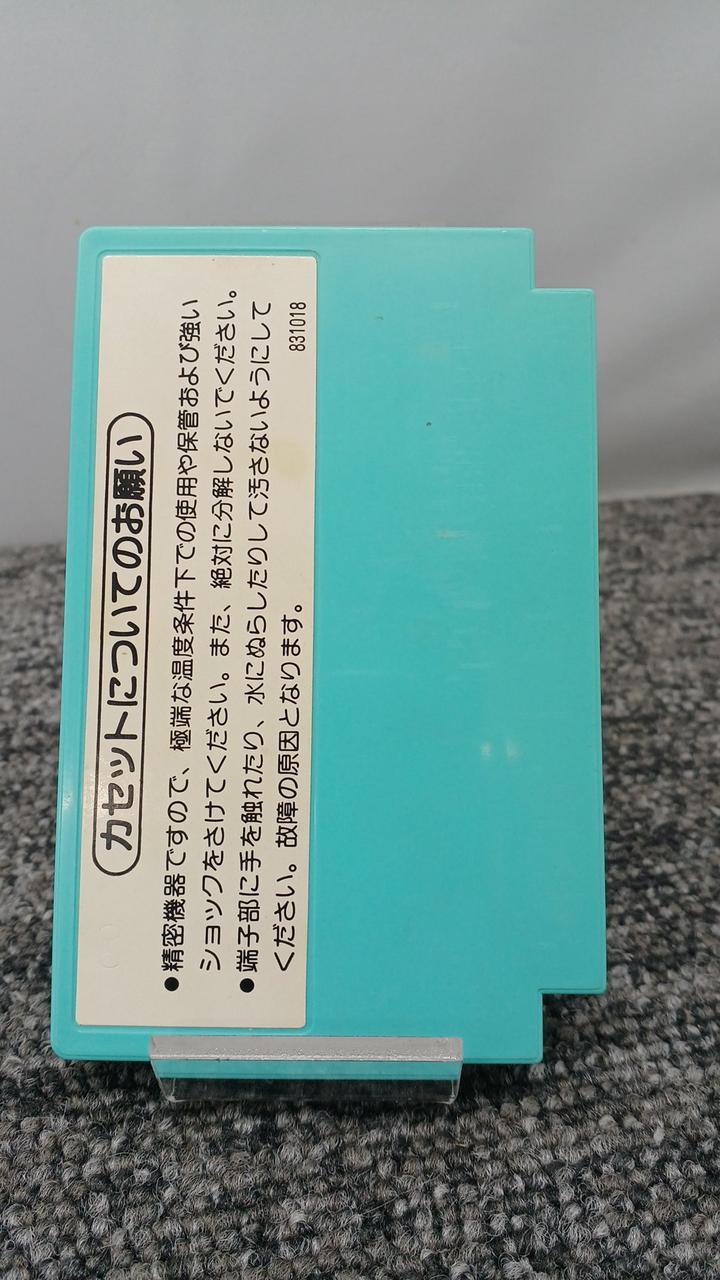 カセットについてのお願い
●精密機器ですので、極端な温度条件下での使用や保管および強い
ショックをさけてください。また、絶対に分解しないでください。
●端子部に手を触れたり、水にぬらしたりして汚さないようにして
ください。故障の原因となります。
831018